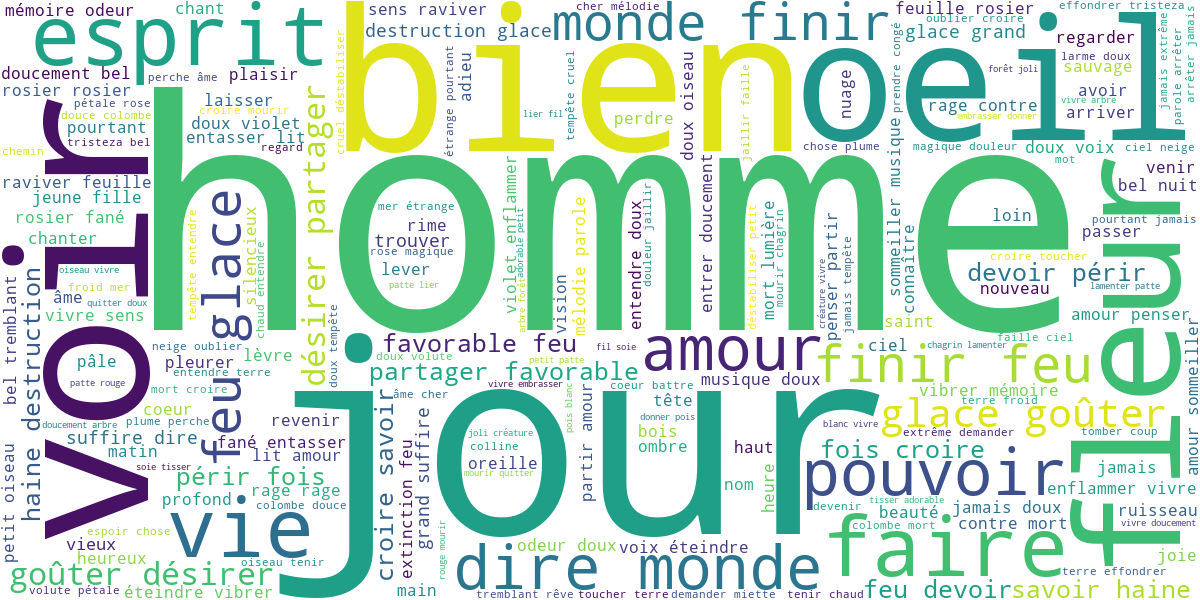 mémoire odeur
chant
esprit
doucement bel
perche âme
plaisir
rosier rosier
pétale rose
laisser
douce colombe
croire mourir
pourtant
doux violet
tristeza bel
entasser lit
regard
chemin
raviver feuille
jeune fille
rosier fané
chanter
sens raviver
destruction glace
cher mélodie
monde finir
feuille rosier
oublier croire
glace grand
effondrer tristeza
regarder
larme doux
sauvage
forêt joli
avoir
vivre arbre
rage contre
embrasser donner
arriver
jamais extrême
parole arrêter
arrêter jamais
cruel déstabiliser
bien
étrange pourtant
adieu
lier fil
tempête cruel
perdre
doux oiseau
jaillir faille
oeil
nuage
prendre congé
chose plume
magique douleur
doux voix
ciel neige
mot
venir
bel nuit
pourtant jamais
passer
croire toucher
lamenter patte
devoir périr
nouveau
loin
amour penser
voir
homme
désirer partager
feu glace
tempête entendre
silencieux
chaud entendre
oiseau vivre
froid mer
âme
quitter doux
vivre sens
mer étrange
rime
trouver
rose magique
lever
patte lier
violet enflammer
adorable petit
arbre forêt
vision
mélodie parole
entendre doux
douleur jaillir
entrer doucement
déstabiliser petit
mort lumière
mourir chagrin
créature vivre
penser partir
jamais tempête
sommeiller musique
connaître
saint
bel tremblant
haine destruction
pâle
patte rouge
neige oublier
pleurer
lèvre
entendre terre
mort croire
coeur
plume perche
doucement arbre
suffire dire
matin
soie tisser
revenir
fané entasser
lit amour
périr fois
profond
rage rage
colombe douce
petit oiseau
espoir chose
vieux
heureux
vie
oiseau tenir
goûter désirer
volute pétale
éteindre vibrer
doux tempête
favorable feu
fil soie
doux volute
petit patte
partager favorable
vivre embrasser
âme cher
croire savoir
extinction feu
grand suffire
jour
joli créature
colline
oreille
mourir quitter
rouge mourir
main
pois blanc
partir amour
coeur battre
tête
donner pois
bois
ombre
amour
musique doux
haut
nom
heure
pouvoir
devenir
odeur doux
voix éteindre
dire monde
tremblant rêve
toucher terre
demander miette
tenir chaud
ciel
chagrin lamenter
faille ciel
finir feu
vibrer mémoire
terre froid
glace goûter
blanc vivre
extrême demander
tomber coup
fois croire
jamais
enflammer vivre
tisser adorable
beauté
jamais doux
ruisseau
colombe mort
contre mort
vivre doucement
faire
joie
terre effondrer
feu devoir
savoir haine
fleur
amour sommeiller